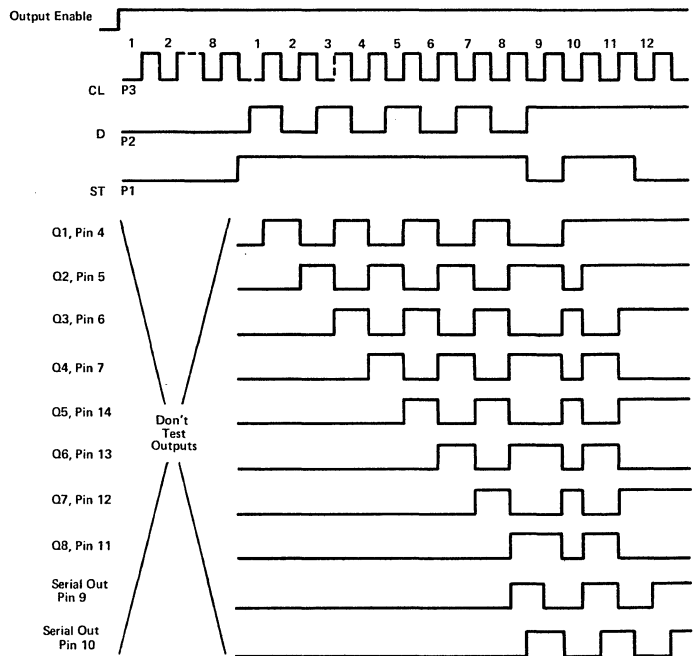 Output Enable
1 2 8 1 2 3 4 5 6 7 8 9 10 11 12
CL P3
D P2
ST P1
Q1, Pin 4
Q2, Pin 5
Q3, Pin 6
Q4, Pin 7
Q5, Pin 14
Q6, Pin 13
Q7, Pin 12
Q8, Pin 11
Serial Out
Pin 9
Serial Out
Pin 10
Don't
Test
Outputs